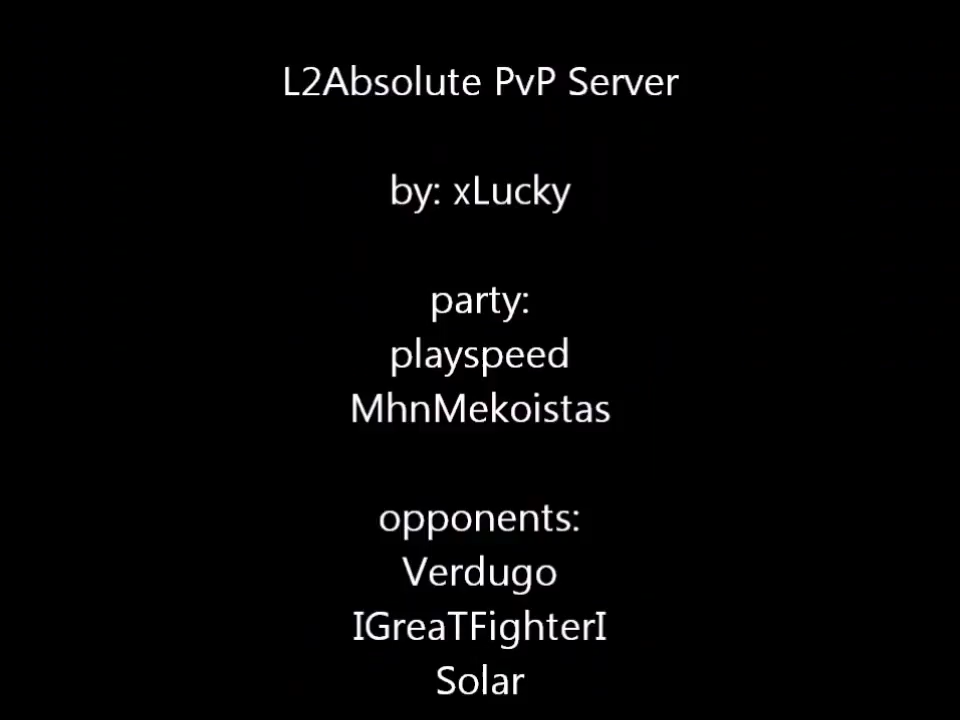 L2Absolute PvP Server
by: xLucky
party:
playspeed
MhnMekoistas
opponents:
Verdugo
IGreaTFighterI
Solar